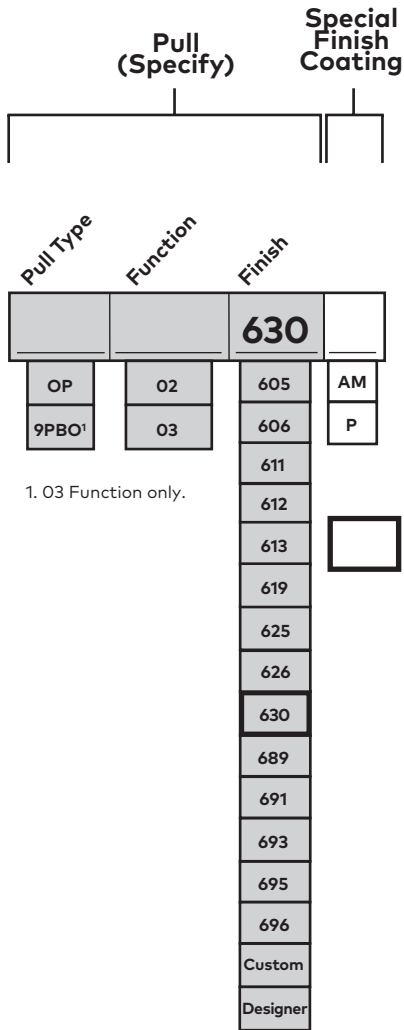 Pull
(Specify)
Special
Finish
Coating
Pull Type
Function
Finish
630
OP
02
605
AM
9PBO¹
03
606
P
1. 03 Function only.
611
612
613
619
625
626
630
689
691
693
695
696
Custom
Designer